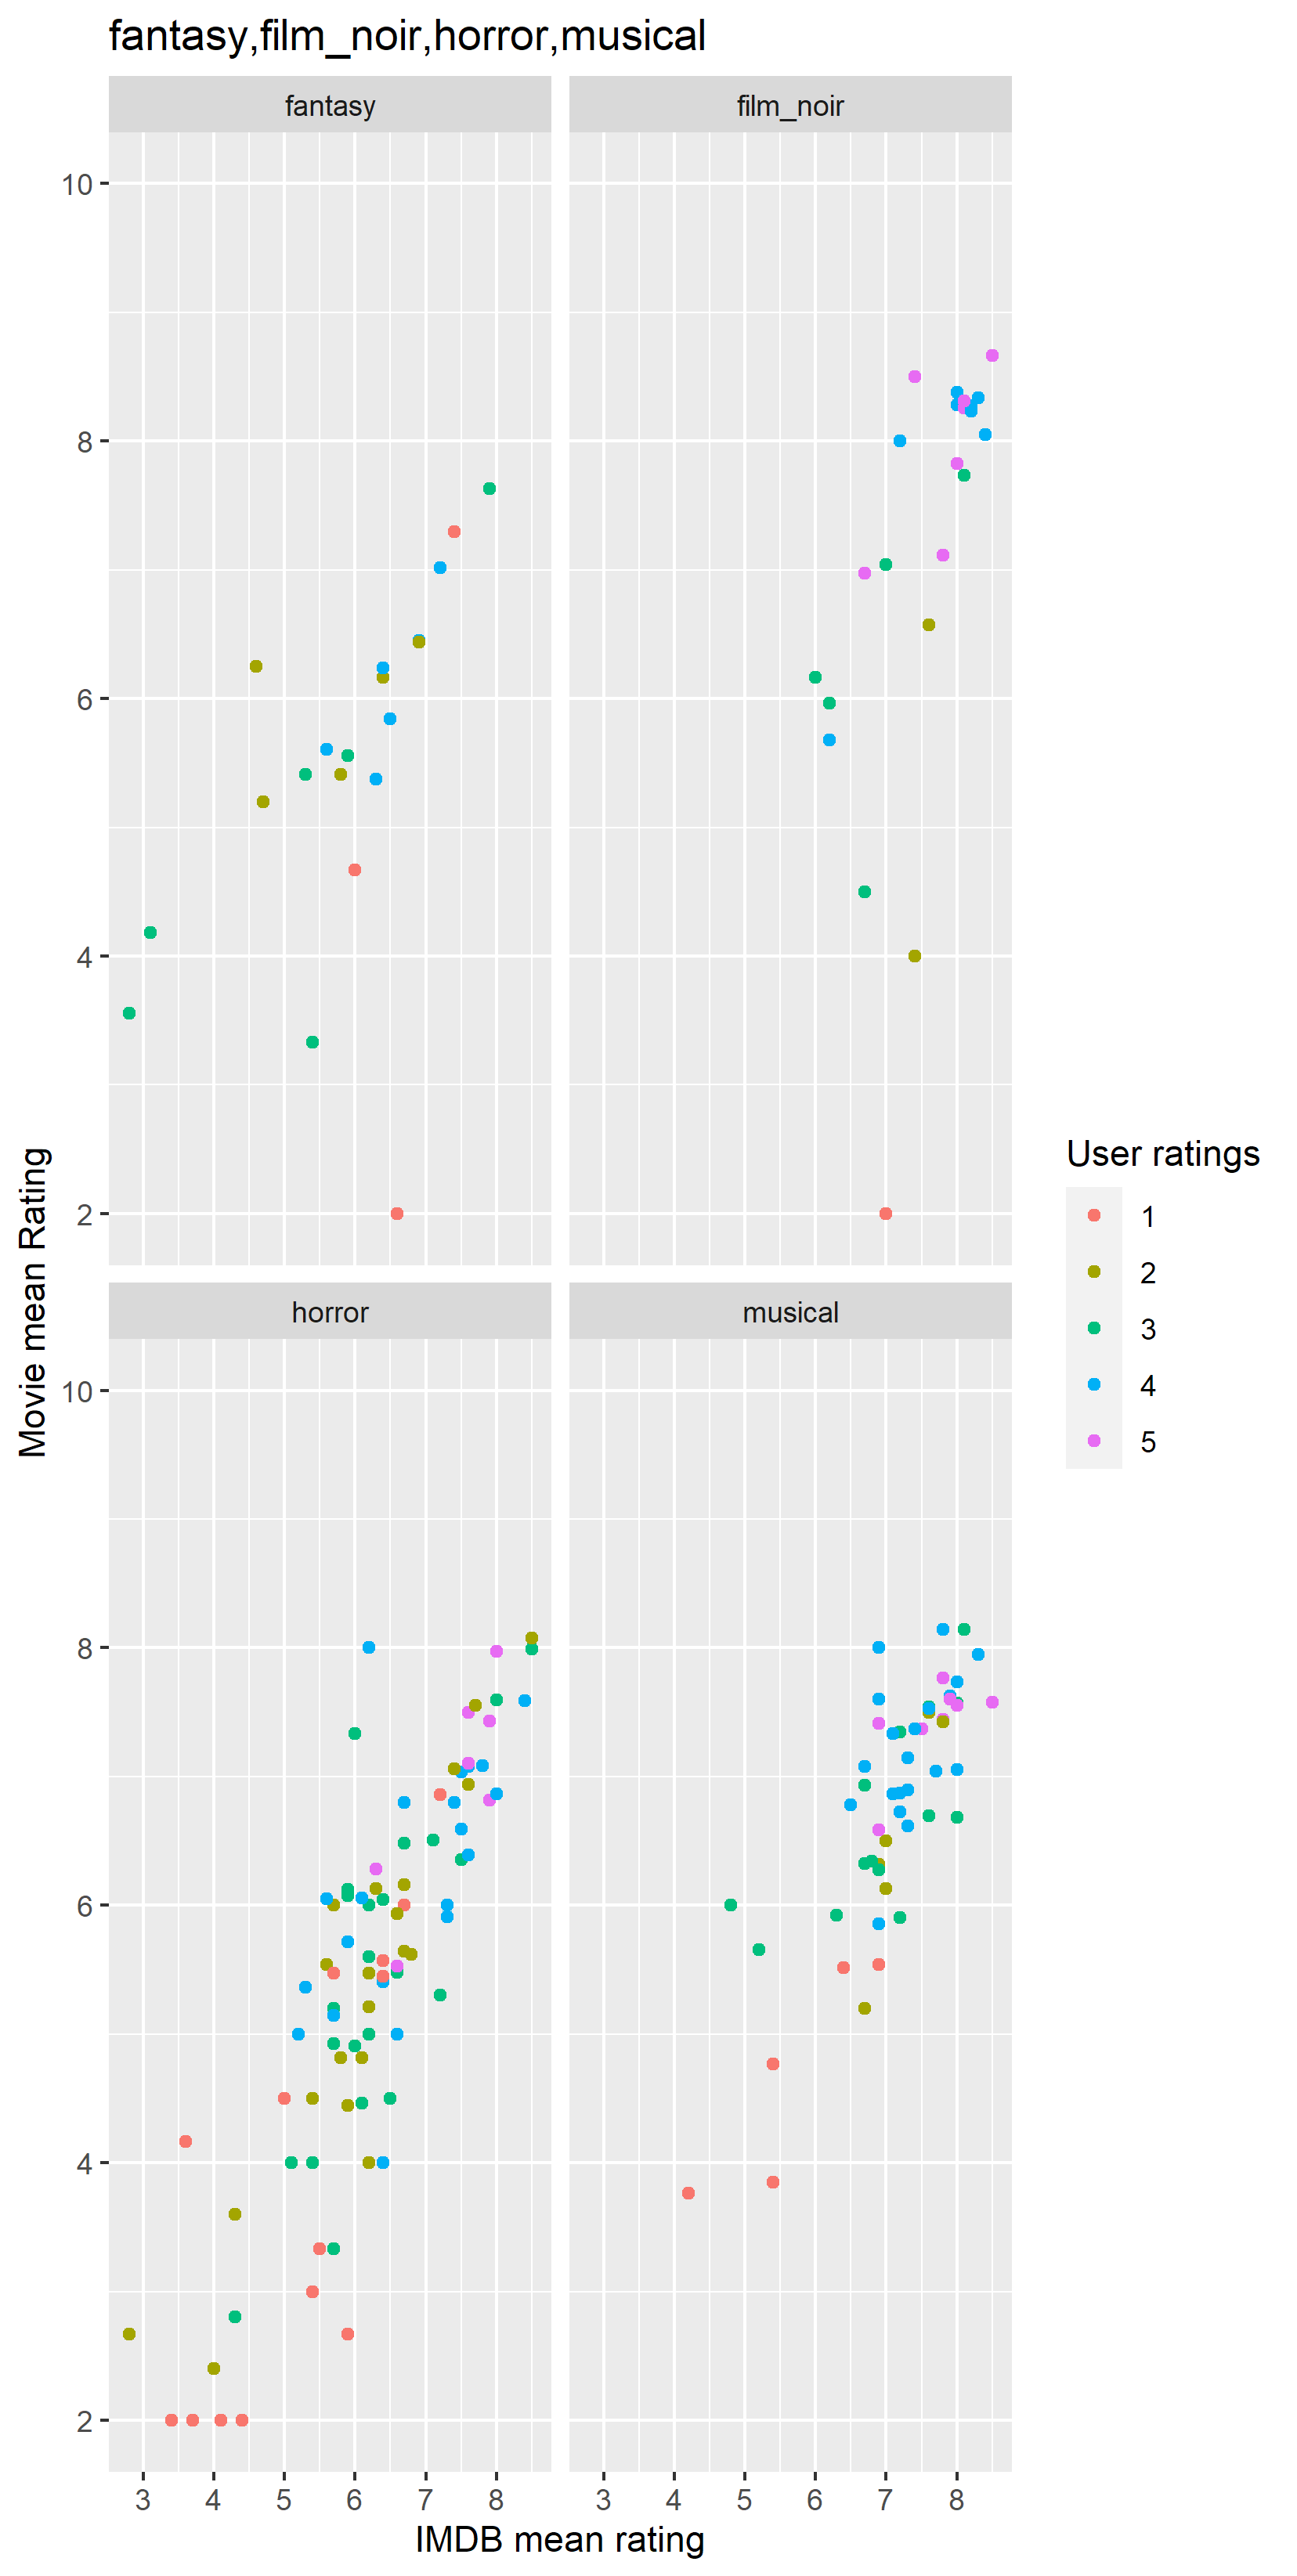 fantasy,film_noir,horror,musical
fantasy
film_noir
10
8
6
4
2
horror
musical
10
8
6
4
2
3 4 5 6 7 8
3 4 5 6 7 8
IMDB mean rating
Movie mean Rating
User ratings
1
2
3
4
5